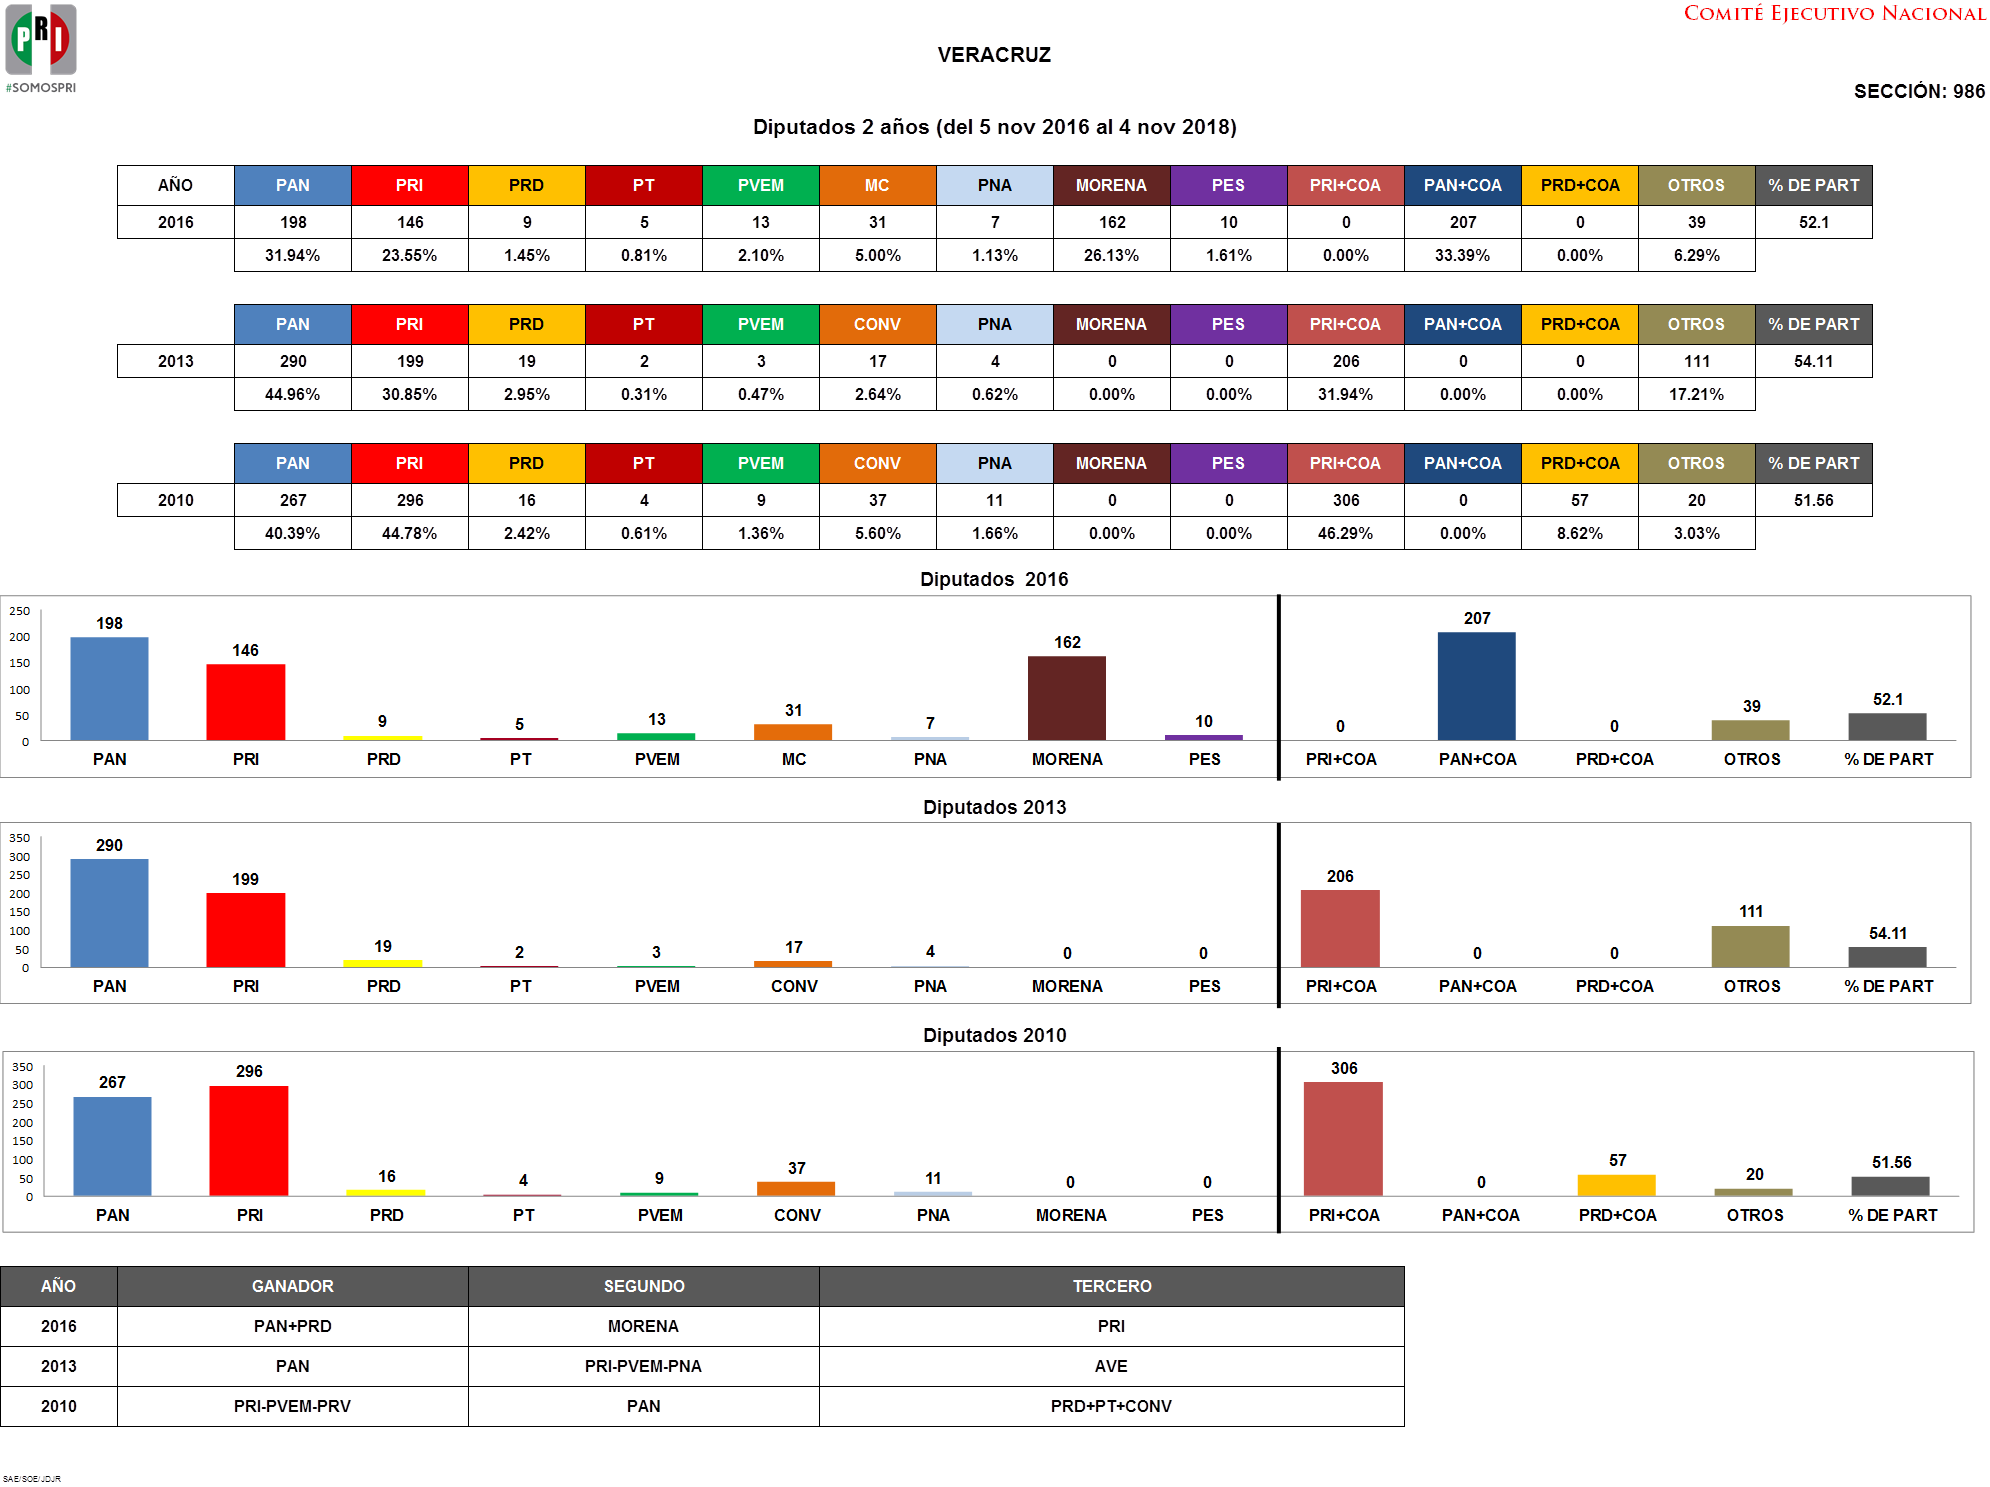 COMITÉ EJECUTIVO NACIONAL
PRI
#SOMOSPRI
VERACRUZ
SECCIÓN: 986
Diputados 2 años (del 5 nov 2016 al 4 nov 2018)
AÑO PAN PRI PRD PT PVEM MC PNA MORENA PES PRI+COA PAN+COA PRD+COA OTROS % DE PART
2016 198 146 9 5 13 31 7 162 10 0 207 0 39 52.1
31.94% 23.55% 1.45% 0.81% 2.10% 5.00% 1.13% 26.13% 1.61% 0.00% 33.39% 0.00% 6.29%
PAN PRI PRD PT PVEM CONV PNA MORENA PES PRI+COA PAN+COA PRD+COA OTROS % DE PART
2013 290 199 19 2 3 17 4 0 0 206 0 0 111 54.11
44.96% 30.85% 2.95% 0.31% 0.47% 2.64% 0.62% 0.00% 0.00% 31.94% 0.00% 0.00% 17.21%
PAN PRI PRD PT PVEM CONV PNA MORENA PES PRI+COA PAN+COA PRD+COA OTROS % DE PART
2010 267 296 16 4 9 37 11 0 0 306 0 57 20 51.56
40.39% 44.78% 2.42% 0.61% 1.36% 5.60% 1.66% 0.00% 0.00% 46.29% 0.00% 8.62% 3.03%
Diputados 2016
250
200
150
100
50
0
198 146 9 5 13 31 7 162 10 0 207 0 39 52.1
PAN PRI PRD PT PVEM MC PNA MORENA PES PRI+COA PAN+COA PRD+COA OTROS % DE PART
Diputados 2013
350
300
250
200
150
100
50
0
290 199 19 2 3 17 4 0 0 206 0 0 111 54.11
PAN PRI PRD PT PVEM CONV PNA MORENA PES PRI+COA PAN+COA PRD+COA OTROS % DE PART
Diputados 2010
350
300
250
200
150
100
50
0
267 296 16 4 9 37 11 0 0 306 0 57 20 51.56
PAN PRI PRD PT PVEM CONV PNA MORENA PES PRI+COA PAN+COA PRD+COA OTROS % DE PART
AÑO GANADOR SEGUNDO TERCERO
2016 PAN+PRD MORENA PRI
2013 PAN PRI-PVEM-PNA AVE
2010 PRI-PVEM-PRV PAN PRD+PT+CONV
SAE/SOE/JDJR